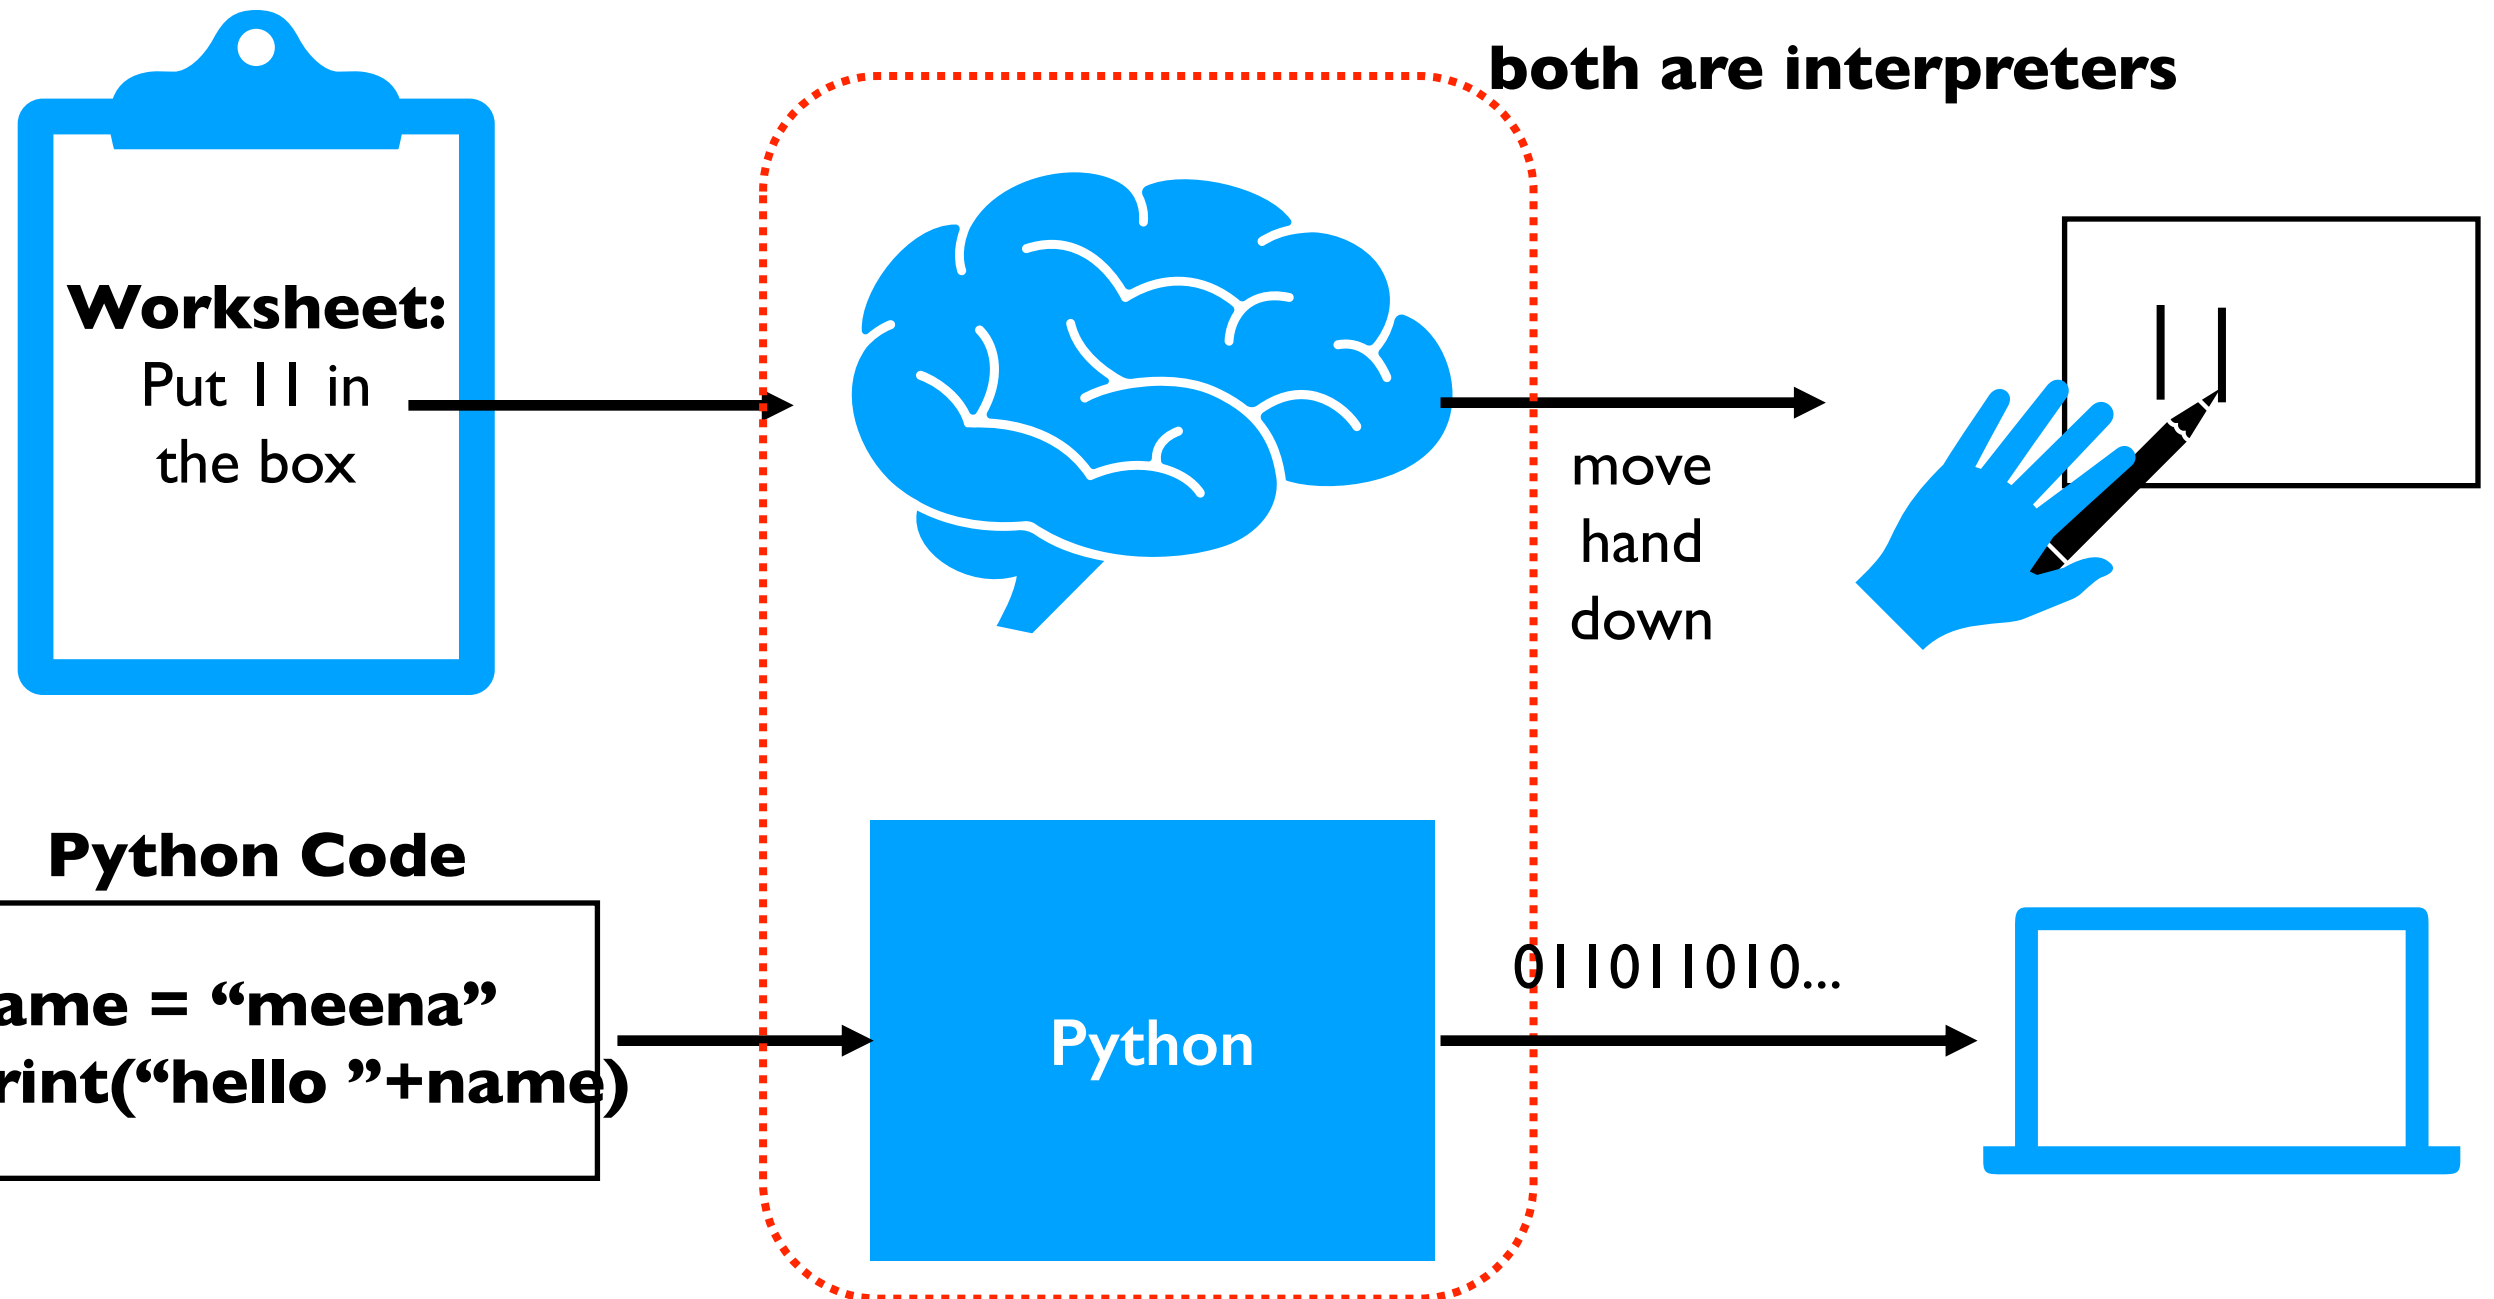 both are interpreters
Worksheet:
Put 11 in
the box
move
hand
down
Python Code
ame = “meena”
rint(“hello ”+name)
Python
011011010...